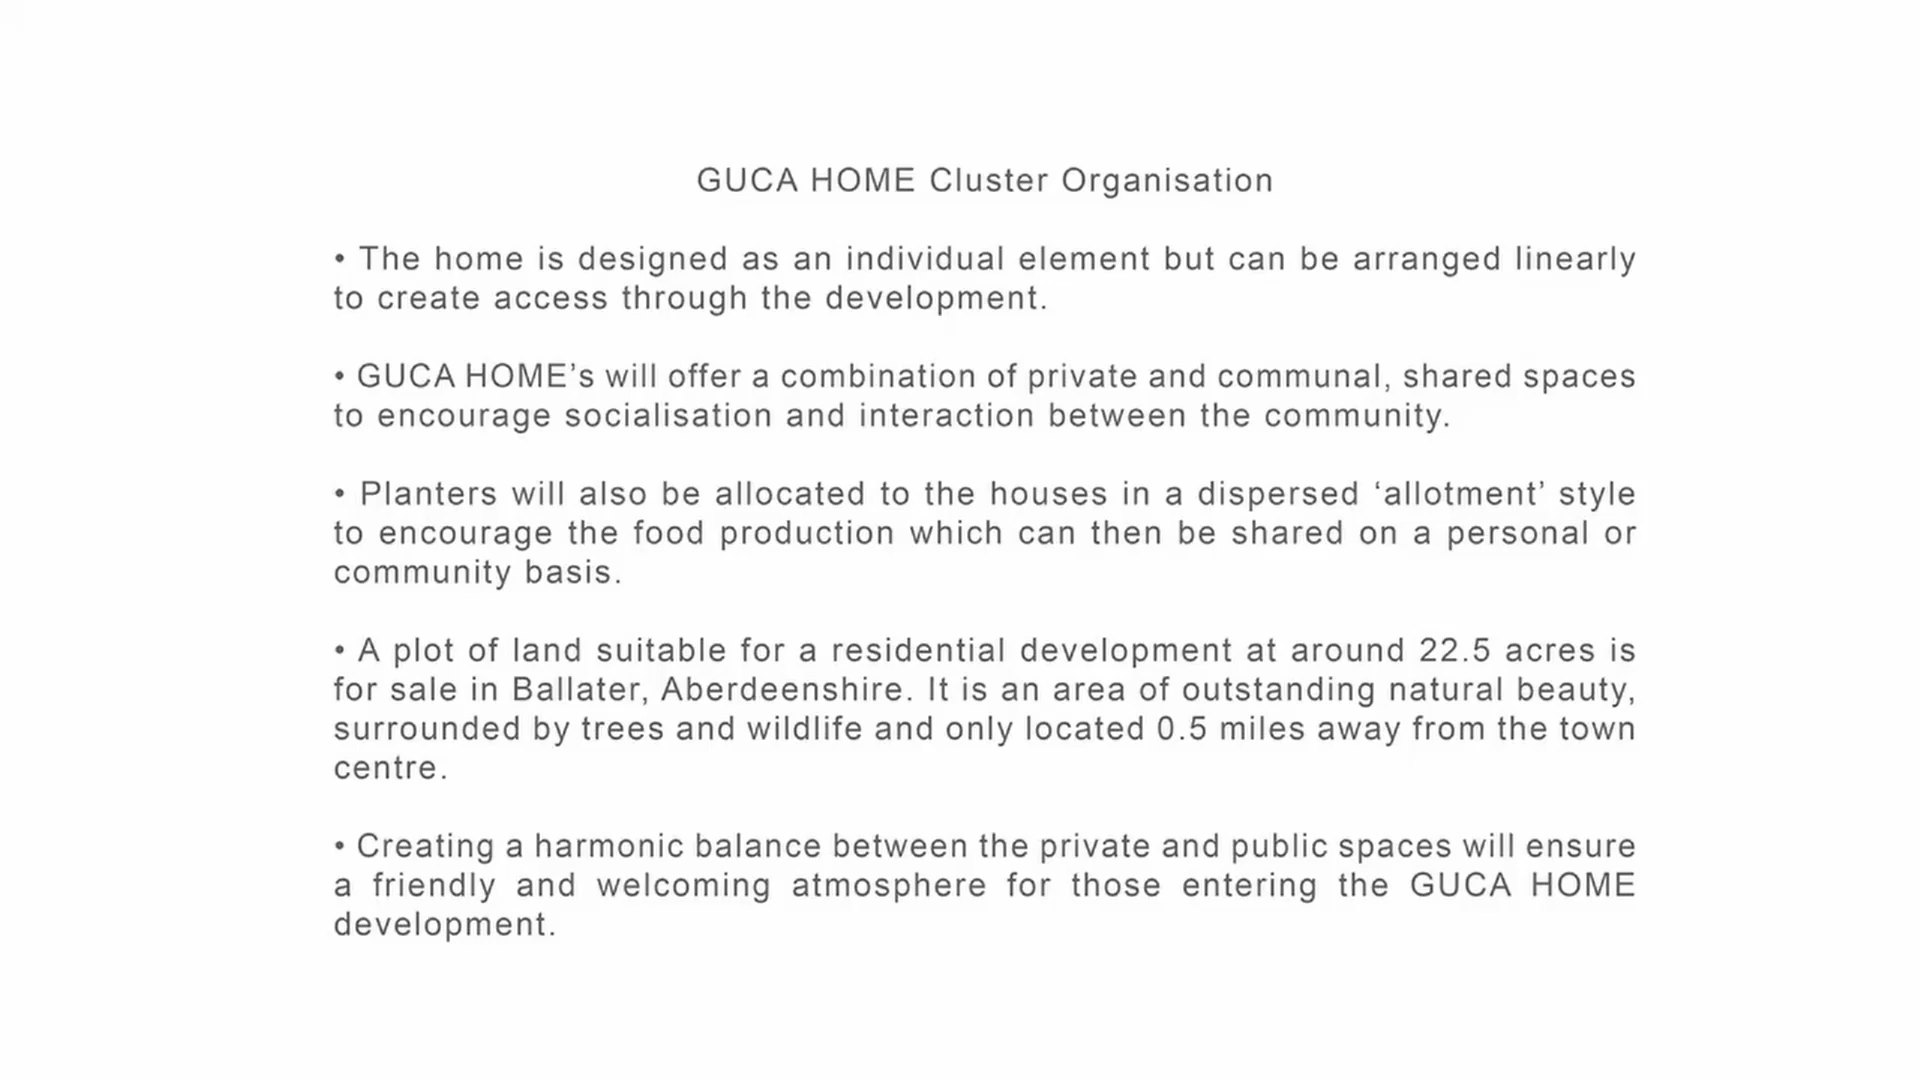 GUCA HOME Cluster Organisation
• The home is designed as an individual element but can be arranged linearly
to create access through the development.
• GUCA HOME’s will offer a combination of private and communal, shared spaces
to encourage socialisation and interaction between the community.
• Planters will also be allocated to the houses in a dispersed ‘allotment’ style
to encourage the food production which can then be shared on a personal or
community basis.
• A plot of land suitable for a residential development at around 22.5 acres is
for sale in Ballater, Aberdeenshire. It is an area of outstanding natural beauty,
surrounded by trees and wildlife and only located 0.5 miles away from the town
centre.
• Creating a harmonic balance between the private and public spaces will ensure
a friendly and welcoming atmosphere for those entering the GUCA HOME
development.